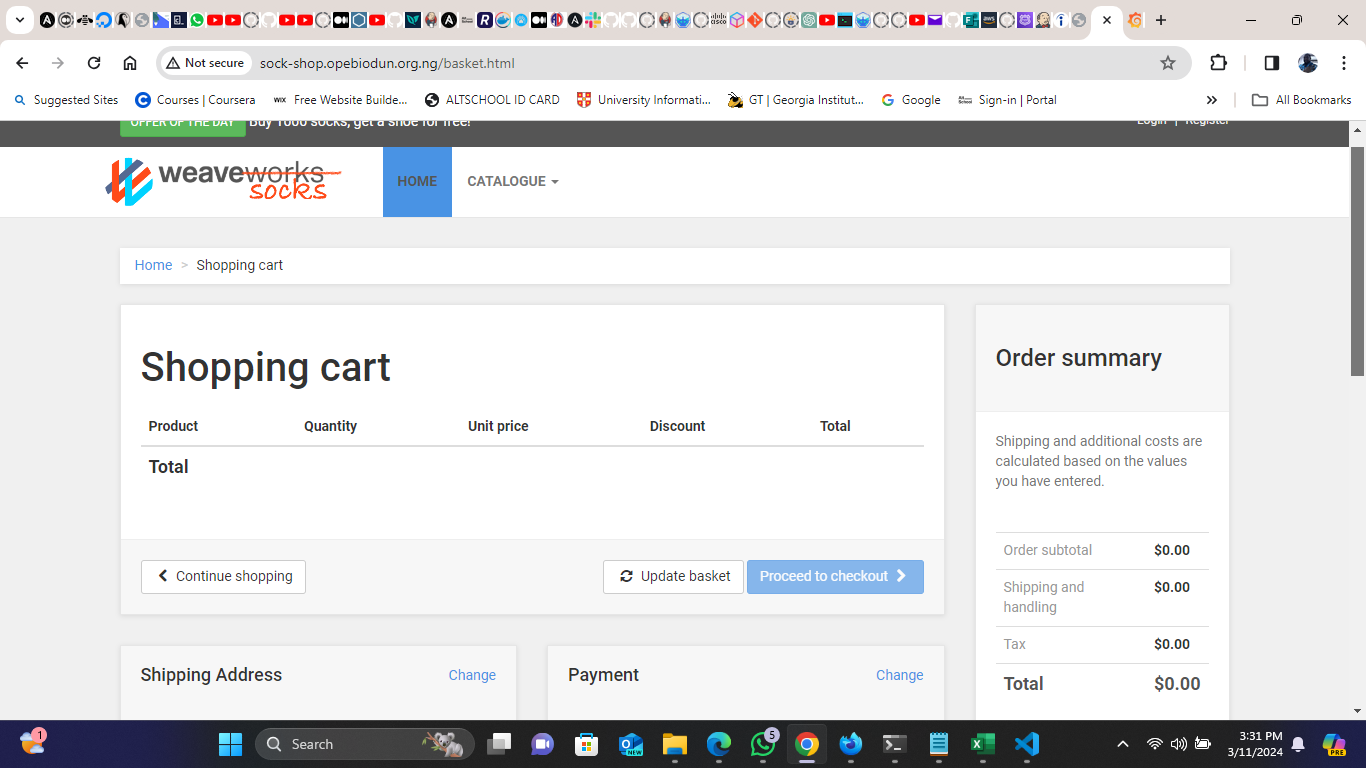 Not secure
sock-shop.opebiodun.org.ng/basket.html
Suggested Sites
Courses | Coursera
WIX Free Website Builde...
ALTSCHOOL ID CARD
University Informati...
GT | Georgia Institut...
Google
Sign-in | Portal
All Bookmarks
OFFER OF THE DAY Buy 1000 socks, get a shoe for free!
Login | Register
weaveworks
socks
HOME
CATALOGUE
Home > Shopping cart
Shopping cart
Product Quantity Unit price Discount Total
Total
Continue shopping
Update basket
Proceed to checkout
Order summary
Shipping and additional costs are
calculated based on the values
you have entered.
Order subtotal $0.00
Shipping and
handling $0.00
Tax $0.00
Total $0.00
Shipping Address Change
Payment Change
1
Search
NEW
5
3:31 PM
3/11/2024
PRE